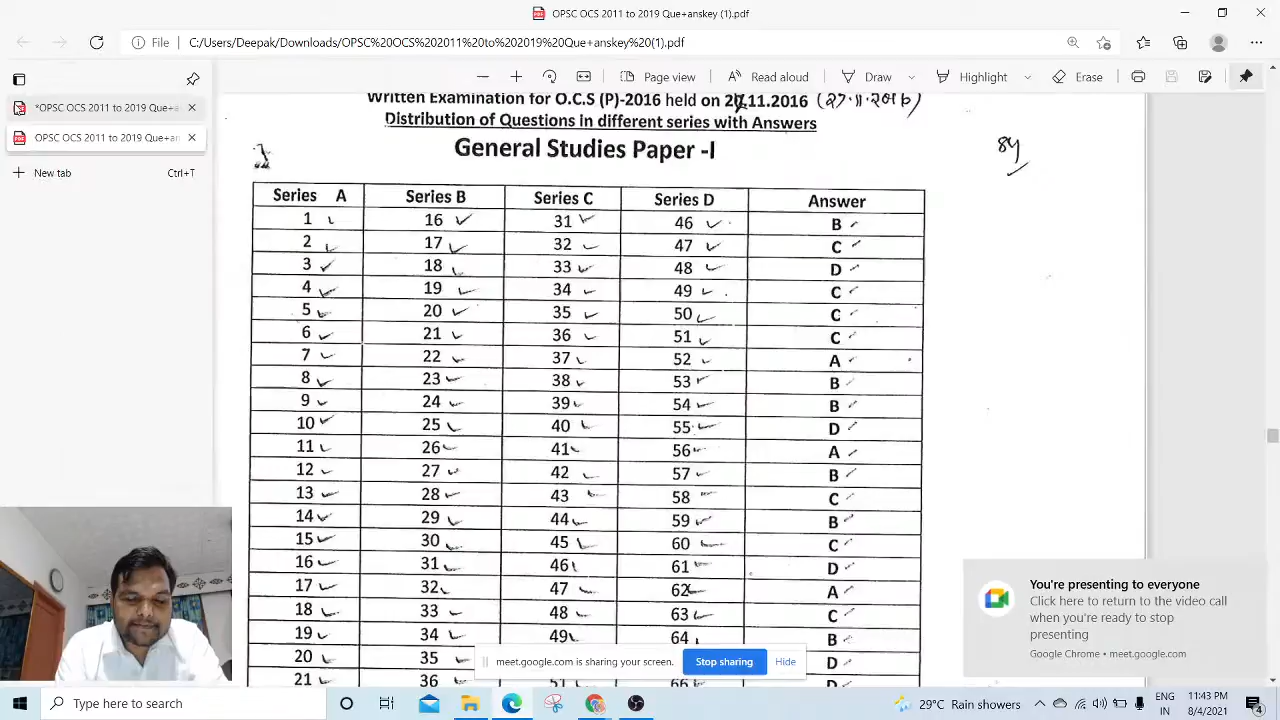 OPSC OCS 2011 to 2019 Que+anskey (1).pdf
File C:/Users/Deepak/Downloads/OPSC%20OCS%202011%20to%202019%20Que+anskey%20(1).pdf
Page view Read aloud Draw Highlight Erase
*OPSC OCS 2011 to 2019 Que+a
OPSC OCS 2011 to 2019 Que+an
New tab Ctrl+T
Written Examination for O.C.S (P)-2016 held on 27.11.2016 (27.11.2016)
Distribution of Questions in different series with Answers
General Studies Paper -I
84
Series A Series B Series C Series D Answer
1 16 31 46 B
2 17 32 47 C
3 18 33 48 D
4 19 34 49 C
5 20 35 50 C
6 21 36 51 C
7 22 37 52 A
8 23 38 53 B
9 24 39 54 B
10 25 40 55 D
11 26 41 56 A
12 27 42 57 B
13 28 43 58 C
14 29 44 59 B
15 30 45 60 C
16 31 46 61 D
17 32 47 62 A
18 33 48 63 C
19 34 49 64 B
20 35 D
21 36 51 66 D
You're presenting to everyone
Click here to return to the video call
when you're ready to stop
presenting
Google Chrome • meet.google.com
meet.google.com is sharing your screen. Stop sharing Hide
Type here to search
29°C Rain showers
ENG
IN
11:43 PM
8/4/2021
4